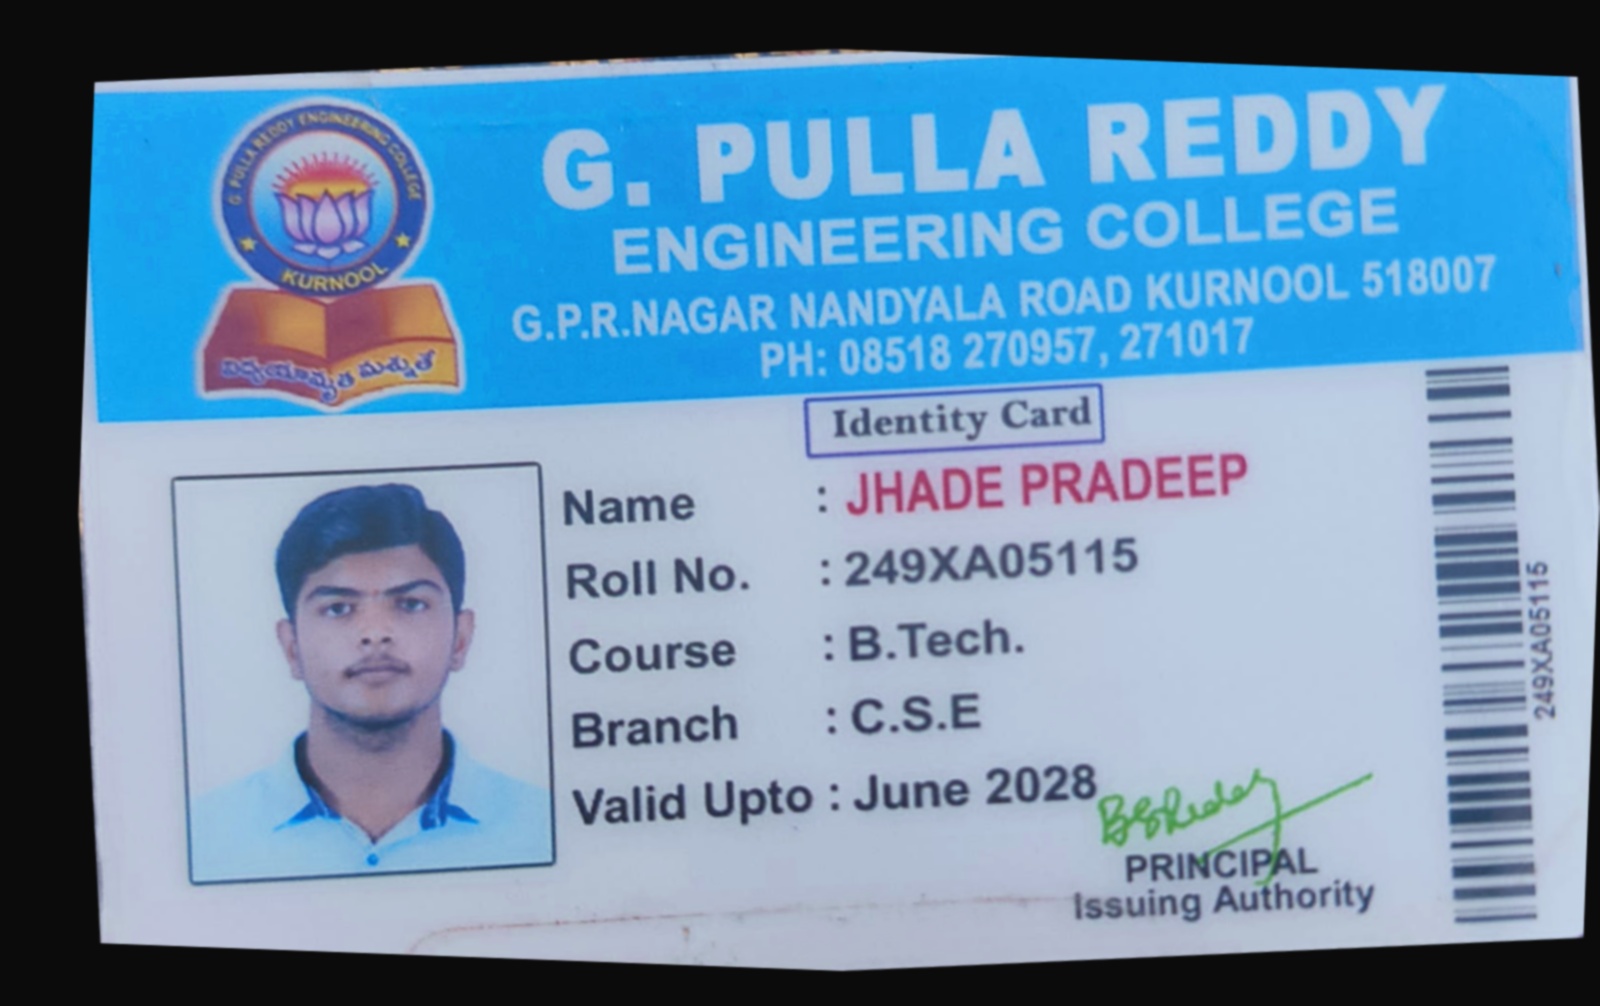 G. PULLA REDDY ENGINEERING COLLEGE
KURNOOL
విద్యయామృత మశ్నుతే
G. PULLA REDDY
ENGINEERING COLLEGE
G.P.R.NAGAR NANDYALA ROAD KURNOOL 518007
PH: 08518 270957, 271017
Identity Card
Name : JHADE PRADEEP
Roll No. : 249XA05115
Course : B.Tech.
Branch : C.S.E
Valid Upto : June 2028
BSReddy
PRINCIPAL
Issuing Authority
249XA05115